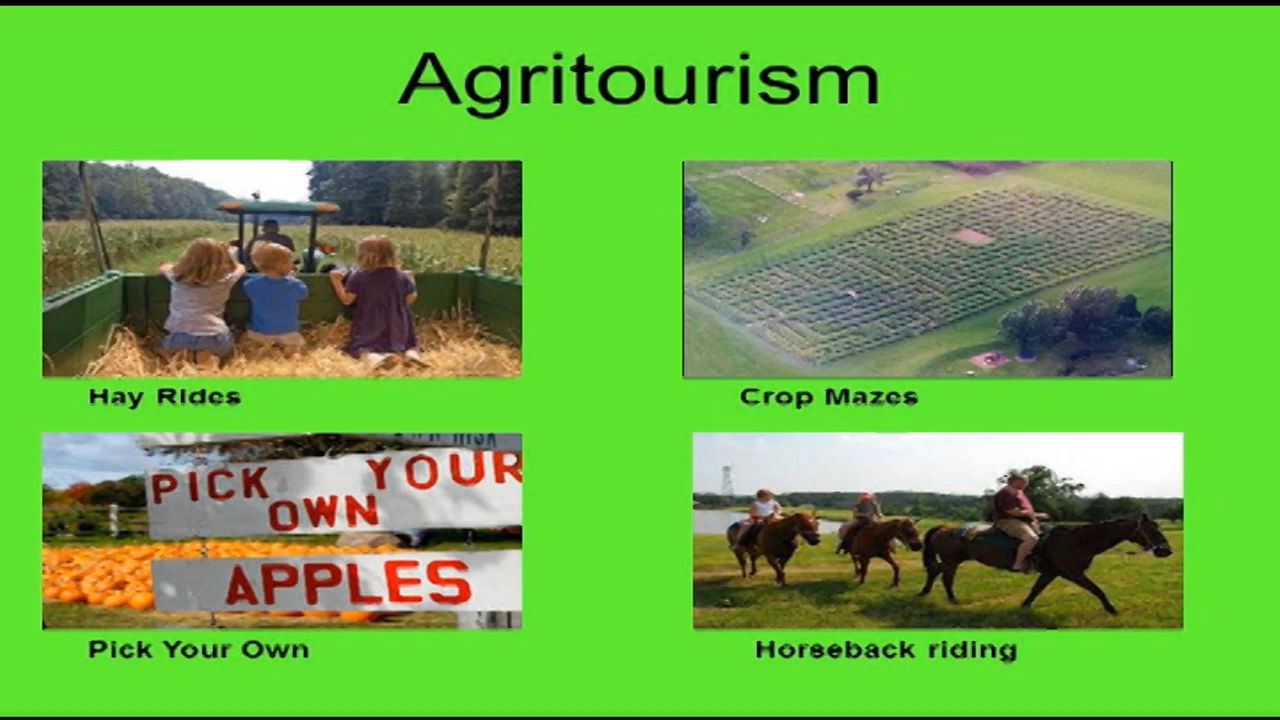 Agritourism
Hay Rides
Crop Mazes
PICK YOUR
OWN
APPLES
Pick Your Own
Horseback riding